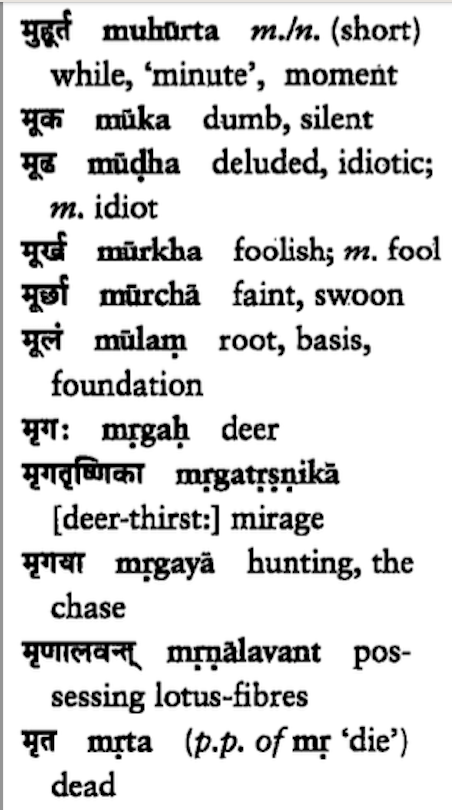 मुहूर्त muhūrta m./n. (short)
while, ‘minute’, moment
मूक mūka dumb, silent
मूढ mūḍha deluded, idiotic;
m. idiot
मूर्ख mūrkha foolish; m. fool
मूर्छा mūrchā faint, swoon
मूलं mūlaṃ root, basis,
foundation
मृगः mṛgaḥ deer
मृगतृष्णिका mṛgatṛṣṇikā
[deer-thirst:] mirage
मृगया mṛgayā hunting, the
chase
मृणालवन्त् mṛṇālavant pos-
sessing lotus-fibres
मृत mṛta (p.p. of mṛ ‘die’)
dead